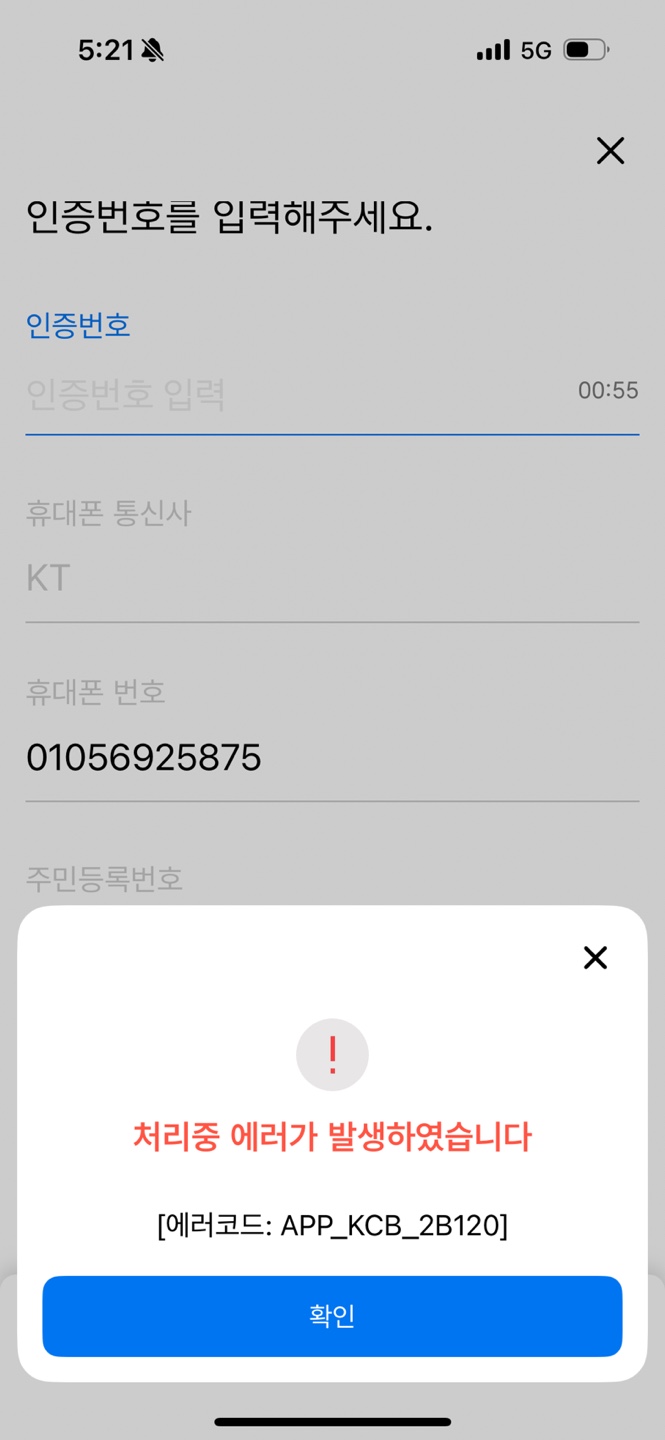 5:21
5G
인증번호를 입력해주세요.
인증번호
인증번호 입력
00:55
휴대폰 통신사
KT
휴대폰 번호
01056925875
주민등록번호
처리중 에러가 발생하였습니다
[에러코드: APP_KCB_2B120]
확인